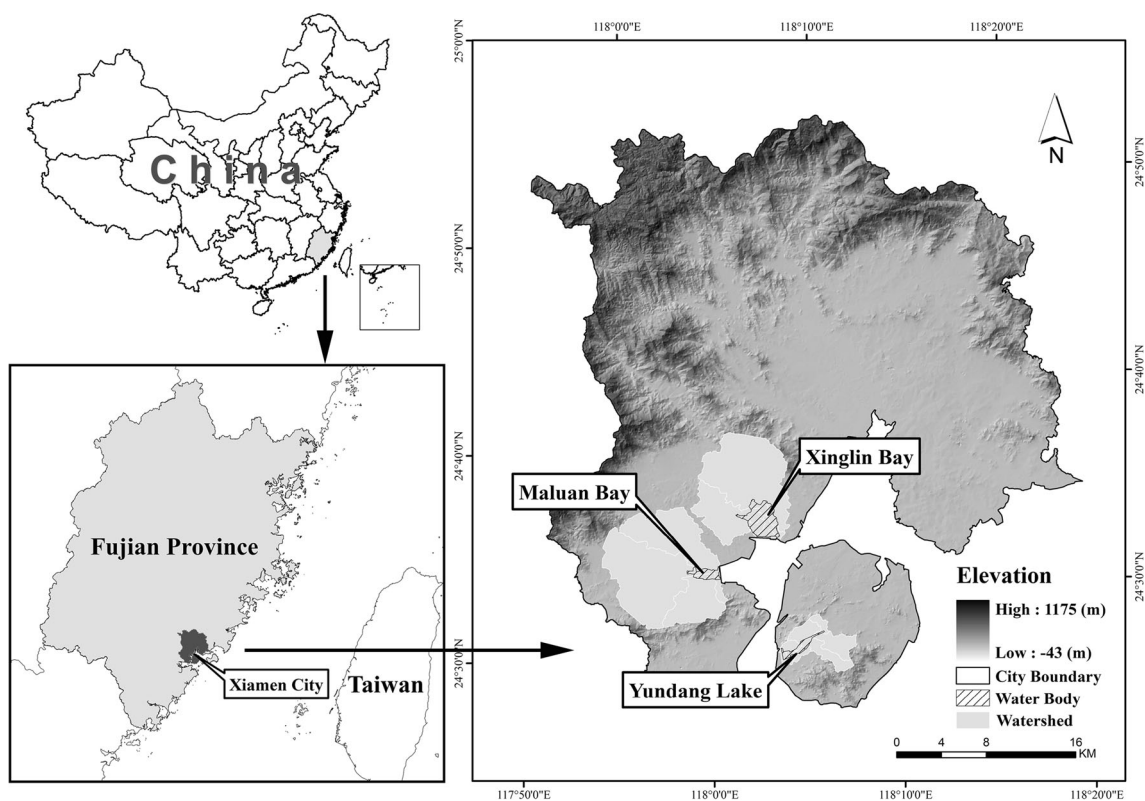 China
Fujian Province
Xiamen City
Taiwan
118°0'0"E
118°10'0"E
118°20'0"E
25°0'0"N
24°50'0"N
24°40'0"N
24°30'0"N
24°50'0"N
24°40'0"N
24°30'0"N
N
Xinglin Bay
Maluan Bay
Yundang Lake
Elevation
High : 1175 (m)
Low : -43 (m)
City Boundary
Water Body
Watershed
0 4 8 16
KM
117°50'0"E
118°0'0"E
118°10'0"E
118°20'0"E